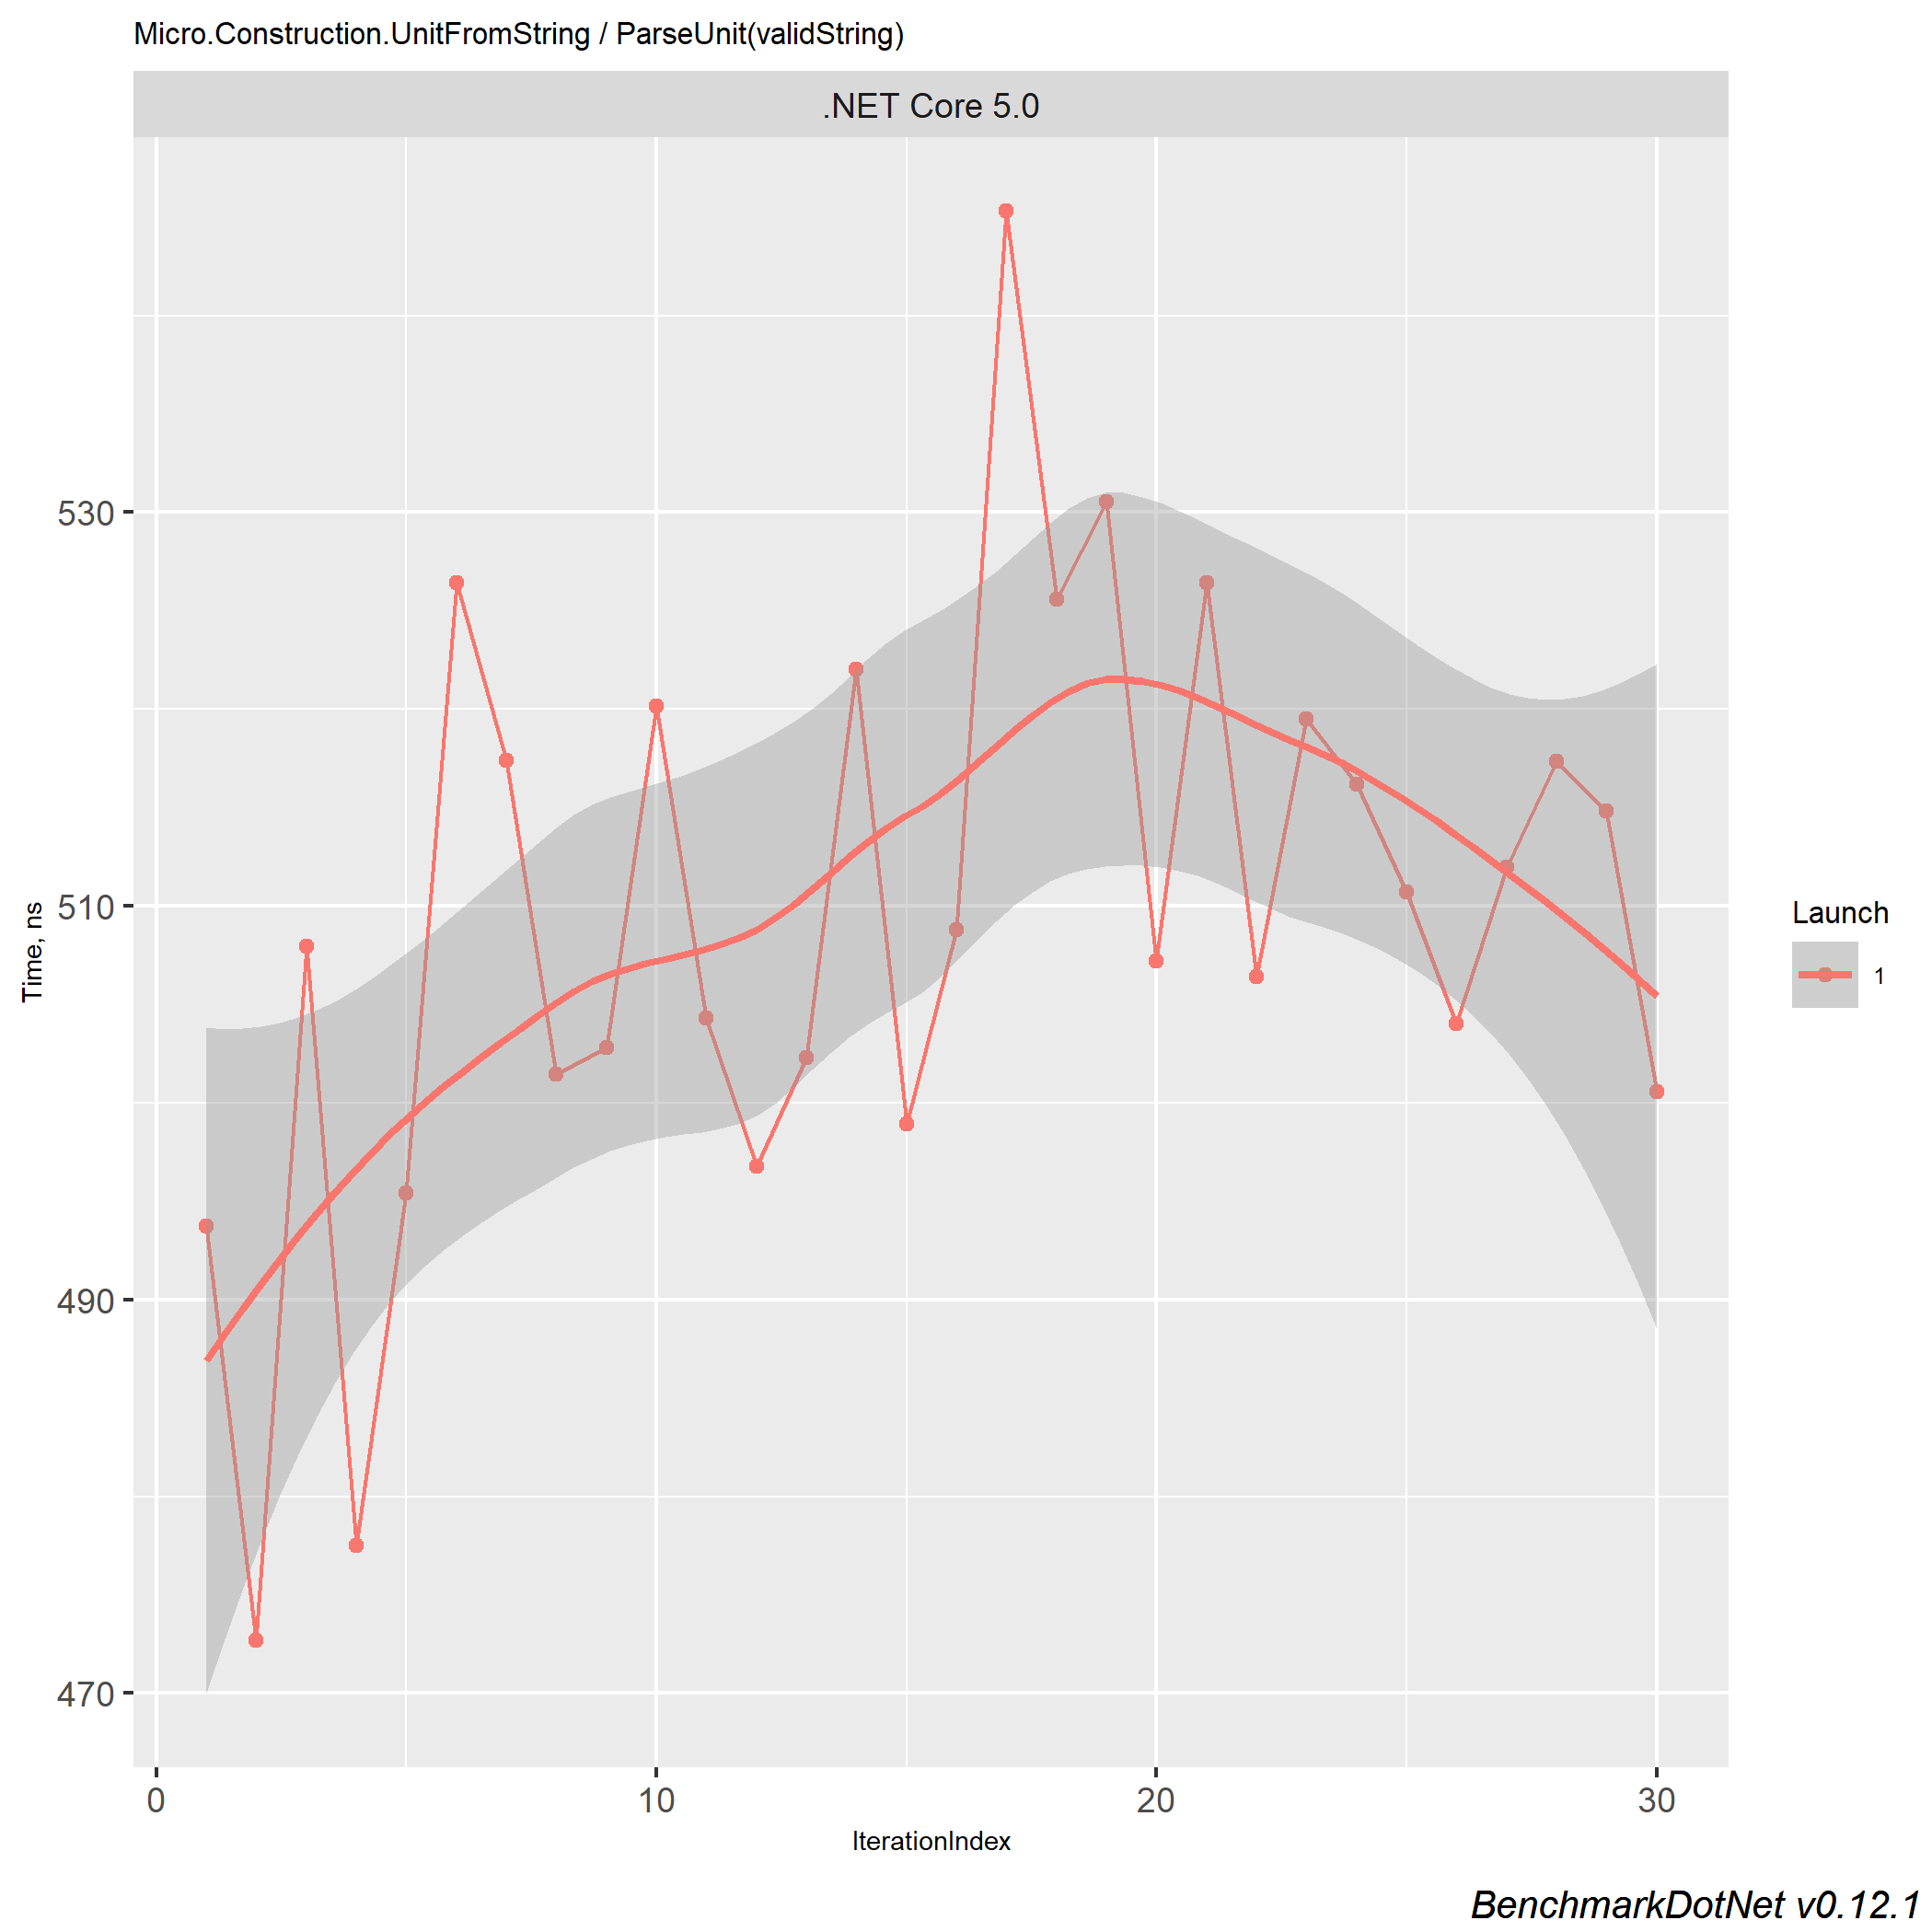 Micro.Construction.UnitFromString / ParseUnit(validString)
.NET Core 5.0
Time, ns
530
510
490
470
0 10 20 30
IterationIndex
Launch
1
BenchmarkDotNet v0.12.1